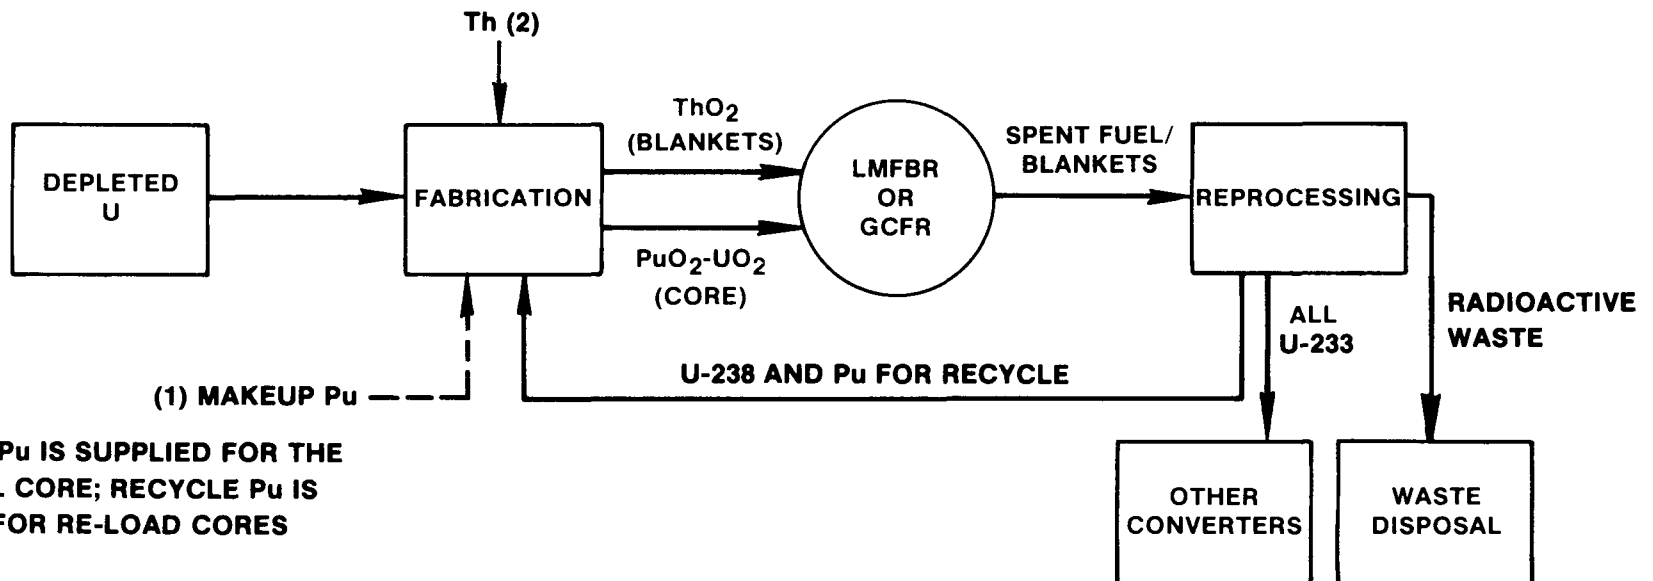 Th (2)
DEPLETED
U
FABRICATION
ThO2
(BLANKETS)
PuO2-UO2
(CORE)
LMFBR
OR
GCFR
SPENT FUEL/
BLANKETS
REPROCESSING
ALL
U-233
RADIOACTIVE
WASTE
U-238 AND Pu FOR RECYCLE
(1) MAKEUP Pu
Pu IS SUPPLIED FOR THE
CORE; RECYCLE Pu IS
FOR RE-LOAD CORES
OTHER
CONVERTERS
WASTE
DISPOSAL